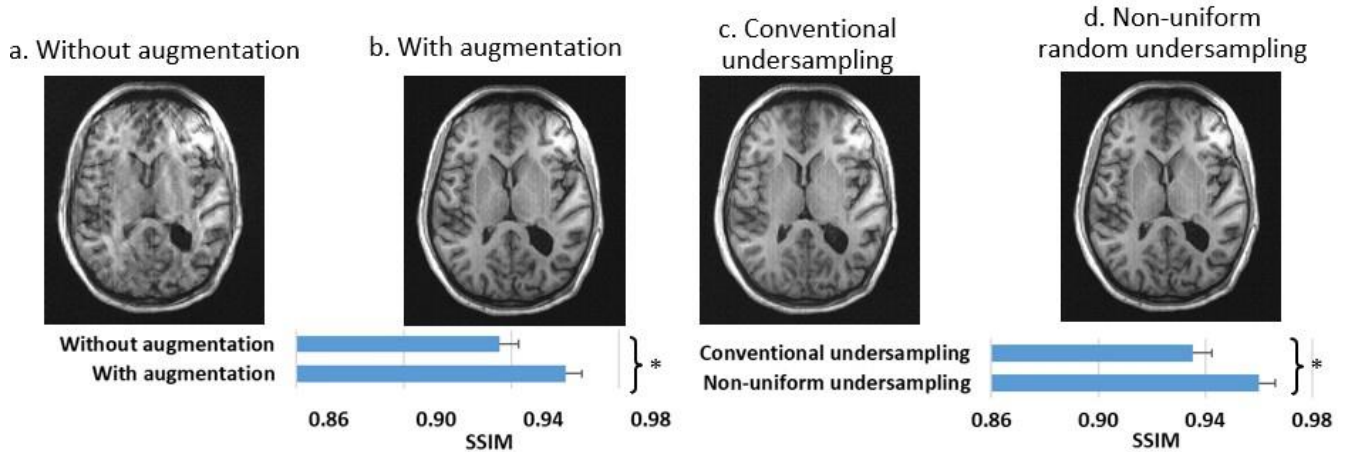 a. Without augmentation
b. With augmentation
c. Conventional
undersampling
d. Non-uniform
random undersampling
Without augmentation
With augmentation
*
0.86 0.90 0.94 0.98
SSIM
Conventional undersampling
Non-uniform undersampling
*
0.86 0.90 0.94 0.98
SSIM